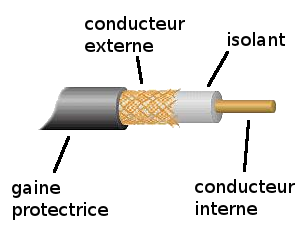 conducteur
externe
isolant
gaine
protectrice
conducteur
interne